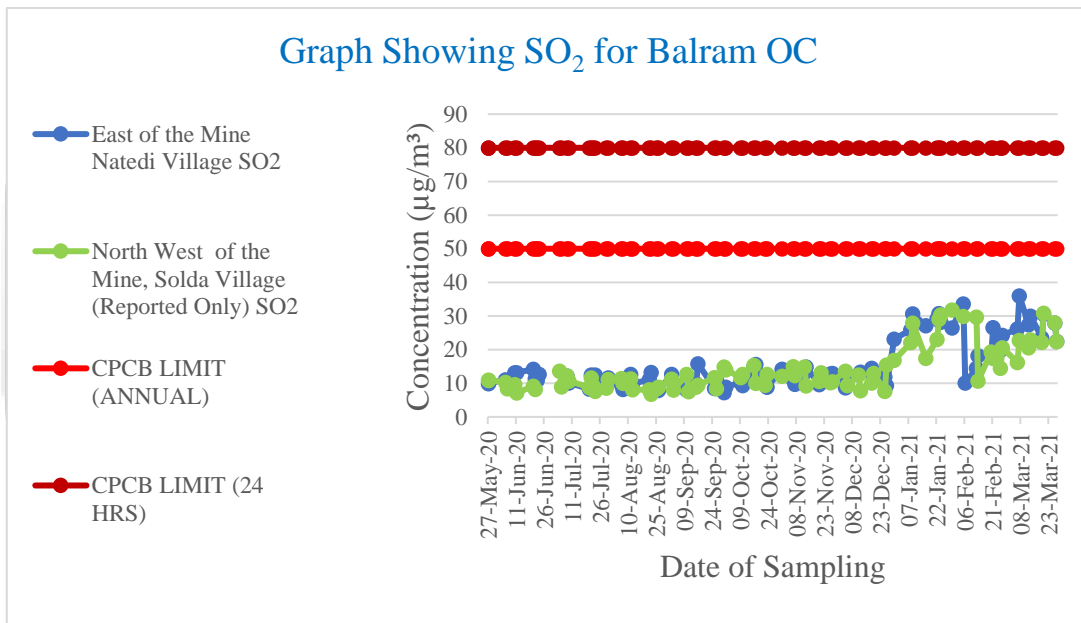 Graph Showing SO₂ for Balram OC
East of the Mine
Natedi Village SO2
North West of the
Mine, Solda Village
(Reported Only) SO2
CPCB LIMIT
(ANNUAL)
CPCB LIMIT (24
HRS)
Concentration (µg/m³)
90
80
70
60
50
40
30
20
10
0
27-May-20
11-Jun-20
26-Jun-20
11-Jul-20
26-Jul-20
10-Aug-20
25-Aug-20
09-Sep-20
24-Sep-20
09-Oct-20
24-Oct-20
08-Nov-20
23-Nov-20
08-Dec-20
23-Dec-20
07-Jan-21
22-Jan-21
06-Feb-21
21-Feb-21
08-Mar-21
23-Mar-21
Date of Sampling